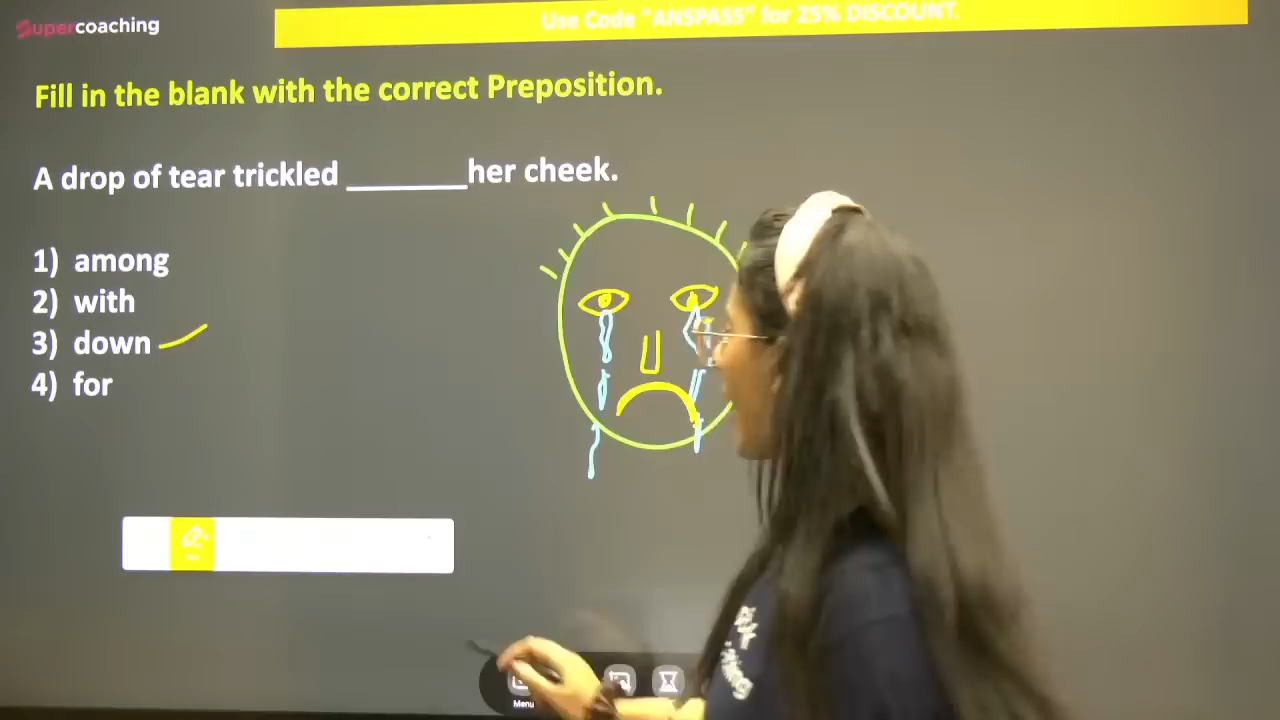 Supercoaching
Use Code "ANSPASS" for 25% DISCOUNT.
Fill in the blank with the correct Preposition.
A drop of tear trickled _______her cheek.
1) among
2) with
3) down
4) for
Menu